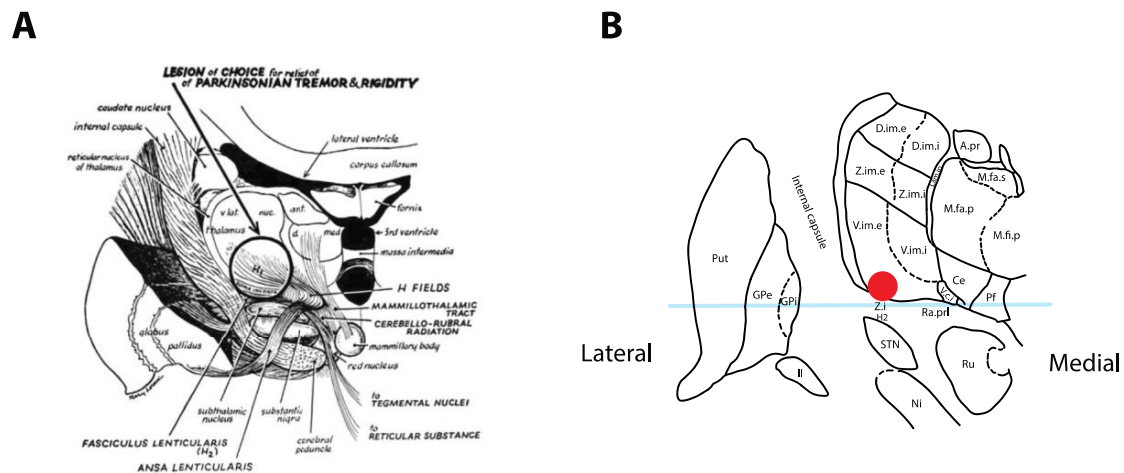 A
LEGION of CHOICE for relief of
of PARKINSONIAN TREMOR & RIGIDITY
caudate nucleus
internal capsule
reticular nucleus
of thalamus
lateral ventricle
corpus callosum
fornix
3rd ventricle
massa intermedia
v. lat.
nuc.
ant.
thalamus
d.
med.
H₁
H FIELDS
MAMMILLOTHALAMIC
TRACT
CEREBELLO-RUBRAL
RADIATION
mammillary body
red nucleus
globus
pallidus
to
TEGMENTAL NUCLEI
to
RETICULAR SUBSTANCE
subthalamic
nucleus
substantia
nigra
cerebral
peduncle
FASCICULUS LENTICULARIS
(H₂)
ANSA LENTICULARIS
B
D.im.e
D.im.i
A.pr
Z.im.e
Z.im.i
M.fa.s
M.fa.p
V.im.e
V.im.i
M.fi.p
Internal capsule
Put
GPe
GPi
Ce
V.c.i
Pf
Z.i
H2
Ra.prl
STN
Ru
II
Ni
Lateral
Medial